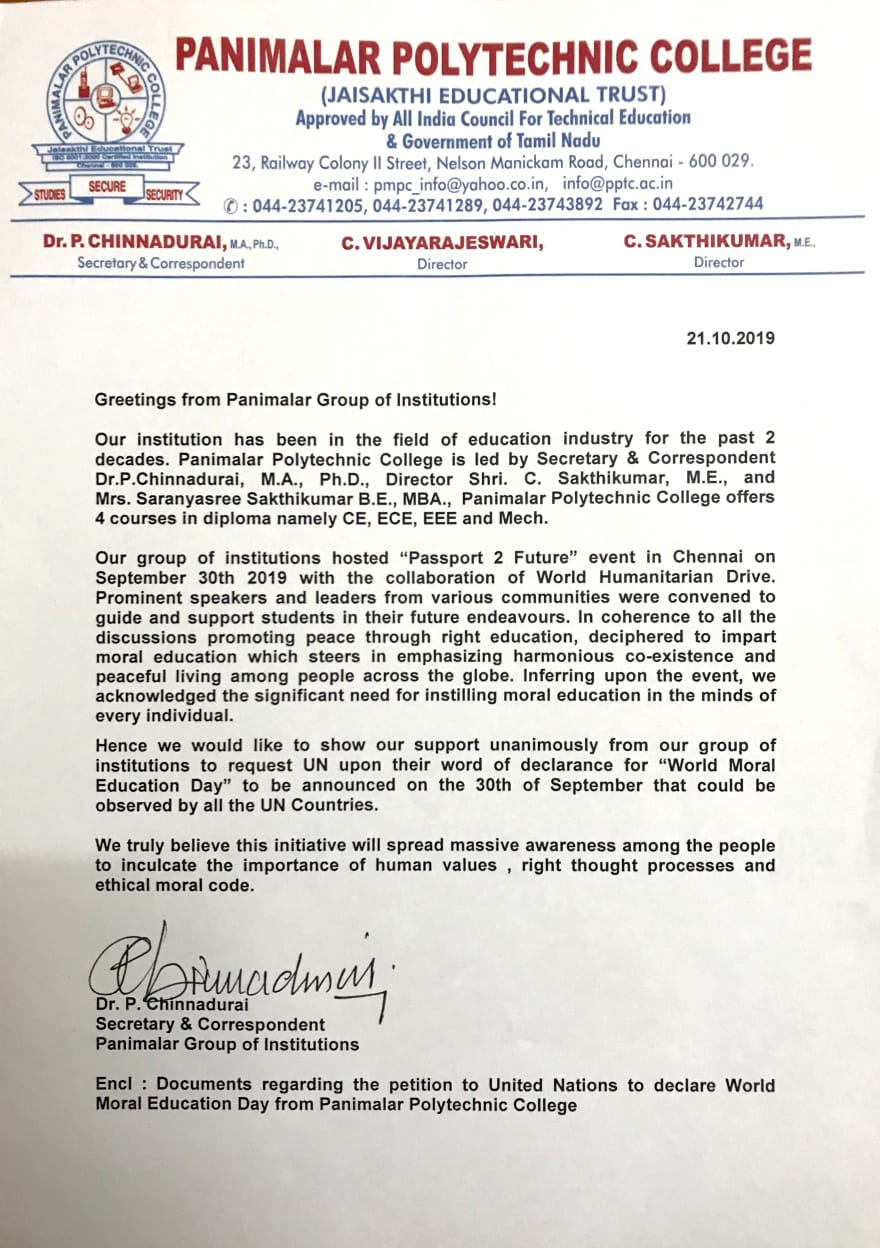 PANIMALAR POLYTECHNIC COLLEGE
PANIMALAR POLYTECHNIC COLLEGE
(JAISAKTHI EDUCATIONAL TRUST)
Approved by All India Council For Technical Education
& Government of Tamil Nadu
Jaisakthi Educational Trust
ISO 9001:2000 Certified Institution
Chennai - 600 029.
STUDIES SECURE SECURITY
23, Railway Colony II Street, Nelson Manickam Road, Chennai - 600 029.
e-mail : pmpc_info@yahoo.co.in, info@pptc.ac.in
✆ : 044-23741205, 044-23741289, 044-23743892 Fax : 044-23742744
Dr. P. CHINNADURAI, M.A., Ph.D., C. VIJAYARAJESWARI, C. SAKTHIKUMAR, M.E.,
Secretary & Correspondent Director Director
21.10.2019
Greetings from Panimalar Group of Institutions!
Our institution has been in the field of education industry for the past 2
decades. Panimalar Polytechnic College is led by Secretary & Correspondent
Dr.P.Chinnadurai, M.A., Ph.D., Director Shri. C. Sakthikumar, M.E., and
Mrs. Saranyasree Sakthikumar B.E., MBA., Panimalar Polytechnic College offers
4 courses in diploma namely CE, ECE, EEE and Mech.
Our group of institutions hosted “Passport 2 Future” event in Chennai on
September 30th 2019 with the collaboration of World Humanitarian Drive.
Prominent speakers and leaders from various communities were convened to
guide and support students in their future endeavours. In coherence to all the
discussions promoting peace through right education, deciphered to impart
moral education which steers in emphasizing harmonious co-existence and
peaceful living among people across the globe. Inferring upon the event, we
acknowledged the significant need for instilling moral education in the minds of
every individual.
Hence we would like to show our support unanimously from our group of
institutions to request UN upon their word of declarance for “World Moral
Education Day” to be announced on the 30th of September that could be
observed by all the UN Countries.
We truly believe this initiative will spread massive awareness among the people
to inculcate the importance of human values , right thought processes and
ethical moral code.
P Chinnadurai
Dr. P. Chinnadurai
Secretary & Correspondent
Panimalar Group of Institutions
Encl : Documents regarding the petition to United Nations to declare World
Moral Education Day from Panimalar Polytechnic College